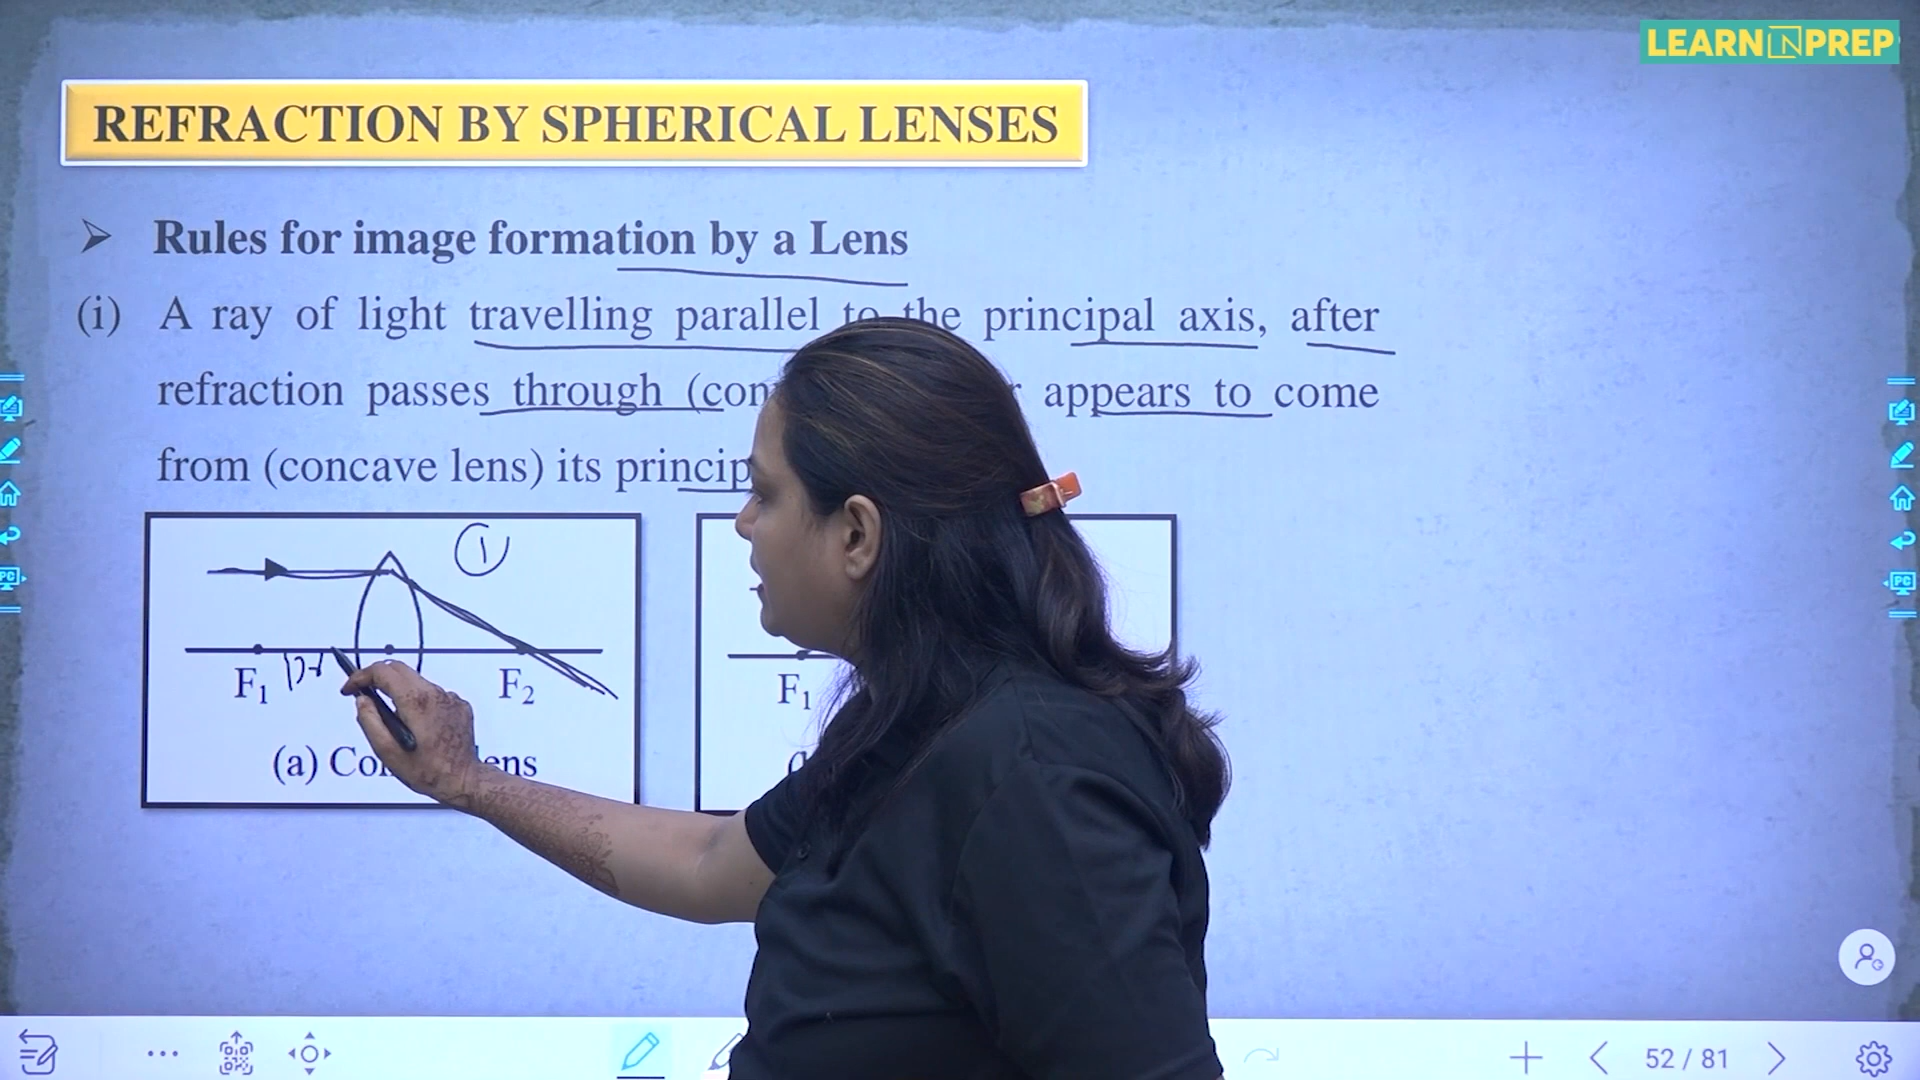 LEARN IN PREP
REFRACTION BY SPHERICAL LENSES
Rules for image formation by a Lens
(i) A ray of light travelling parallel to the principal axis, after
refraction passes through (con appears to come
from (concave lens) its princip
1
F1 F2
F1
(a) Co lens
52 / 81